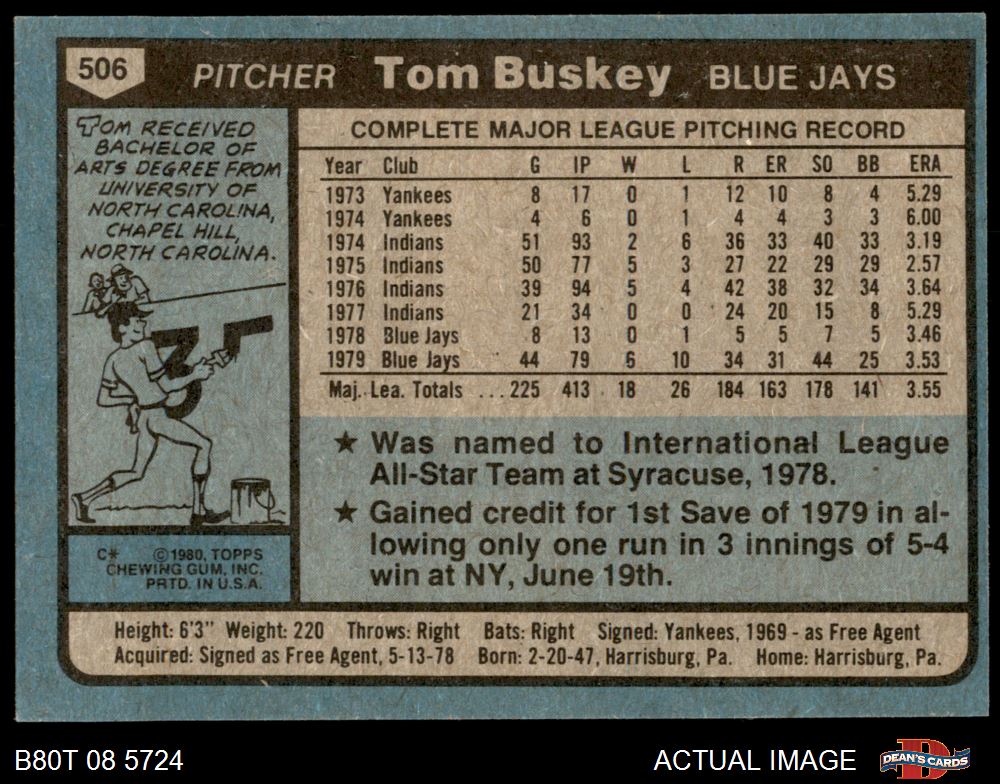 506 PITCHER Tom Buskey BLUE JAYS
TOM RECEIVED
BACHELOR OF
ARTS DEGREE FROM
UNIVERSITY OF
NORTH CAROLINA,
CHAPEL HILL,
NORTH CAROLINA.
COMPLETE MAJOR LEAGUE PITCHING RECORD
Year Club G IP W L R ER SO BB ERA
1973 Yankees 8 17 0 1 12 10 8 4 5.29
1974 Yankees 4 6 0 1 4 4 3 3 6.00
1974 Indians 51 93 2 6 36 33 40 33 3.19
1975 Indians 50 77 5 3 27 22 29 29 2.57
1976 Indians 39 94 5 4 42 38 32 34 3.64
1977 Indians 21 34 0 0 24 20 15 8 5.29
1978 Blue Jays 8 13 0 1 5 5 7 5 3.46
1979 Blue Jays 44 79 6 10 34 31 44 25 3.53
Maj. Lea. Totals ...225 413 18 26 184 163 178 141 3.55
★ Was named to International League
All-Star Team at Syracuse, 1978.
★ Gained credit for 1st Save of 1979 in al-
lowing only one run in 3 innings of 5-4
win at NY, June 19th.
C* ©1980, TOPPS
CHEWING GUM, INC.
PRTD. IN U.S.A.
Height: 6'3" Weight: 220 Throws: Right Bats: Right Signed: Yankees, 1969 - as Free Agent
Acquired: Signed as Free Agent, 5-13-78 Born: 2-20-47, Harrisburg, Pa. Home: Harrisburg, Pa.
B80T 08 5724 ACTUAL IMAGE DEAN'S CARDS